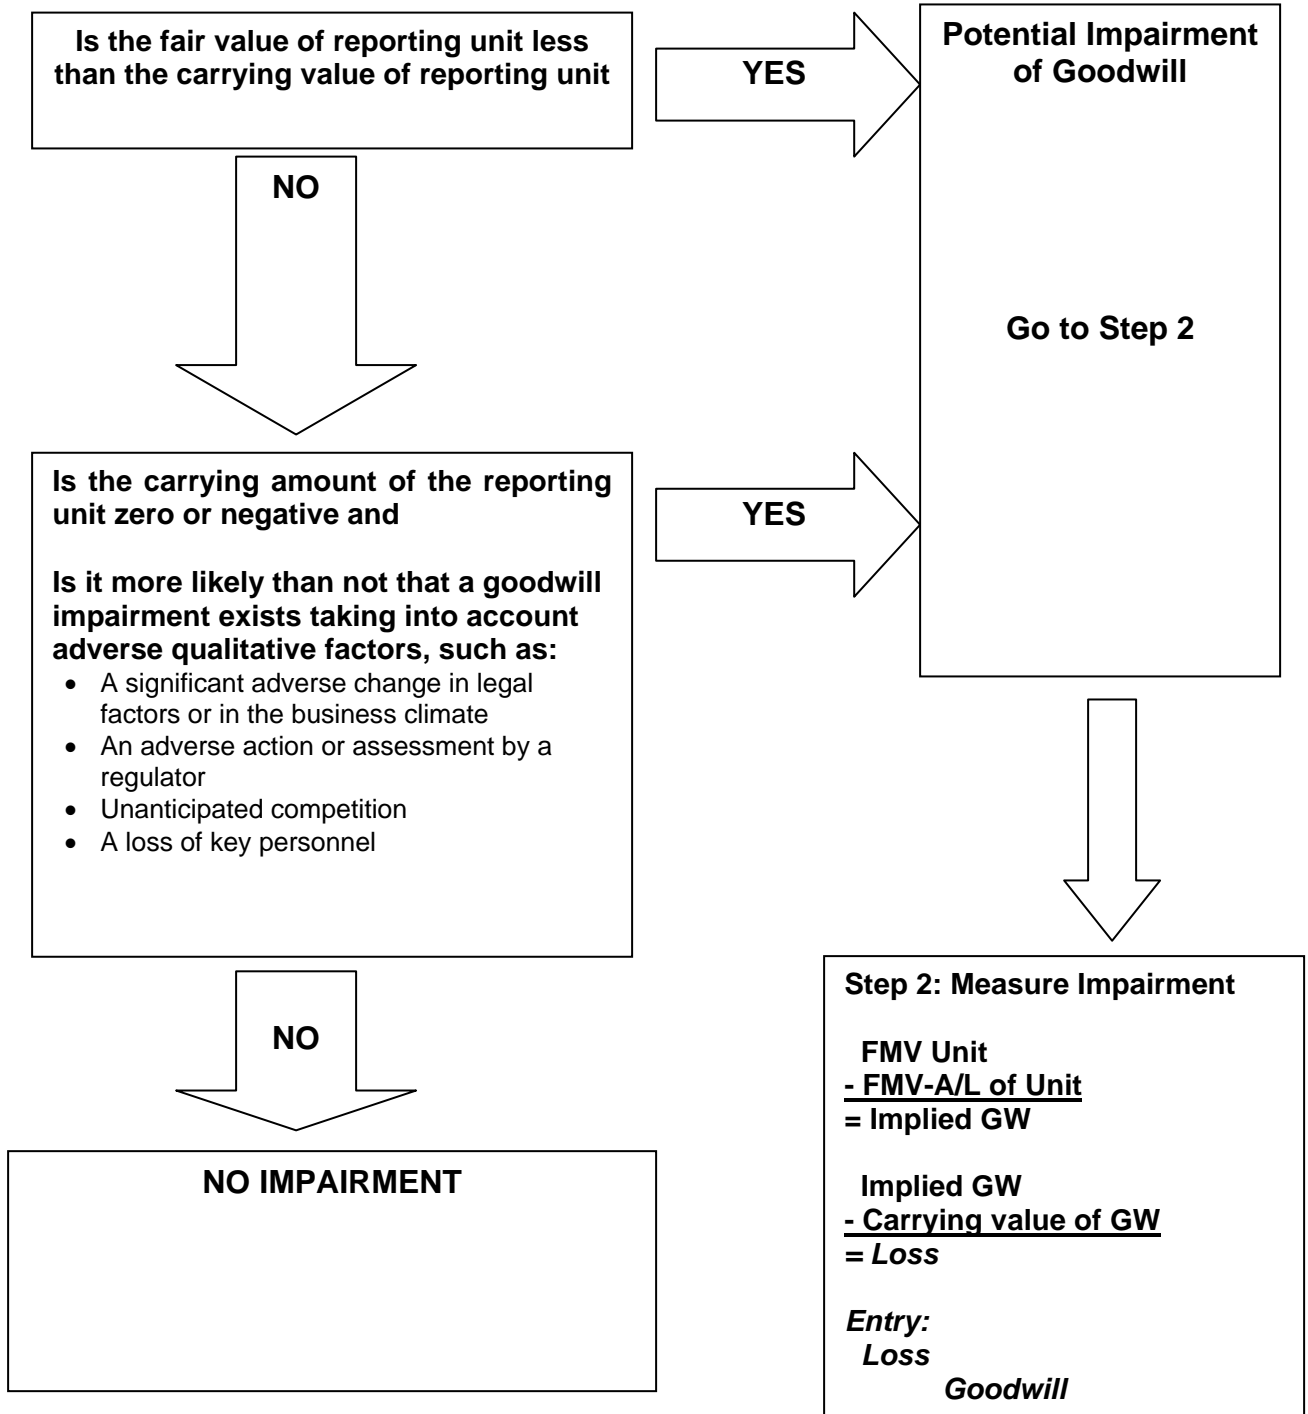 Is the fair value of reporting unit less
than the carrying value of reporting unit
YES
Potential Impairment
of Goodwill
Go to Step 2
NO
Is the carrying amount of the reporting
unit zero or negative and
Is it more likely than not that a goodwill
impairment exists taking into account
adverse qualitative factors, such as:
• A significant adverse change in legal
factors or in the business climate
• An adverse action or assessment by a
regulator
• Unanticipated competition
• A loss of key personnel
YES
NO
NO IMPAIRMENT
Step 2: Measure Impairment
FMV Unit
- FMV-A/L of Unit
= Implied GW
Implied GW
- Carrying value of GW
= Loss
Entry:
Loss
Goodwill